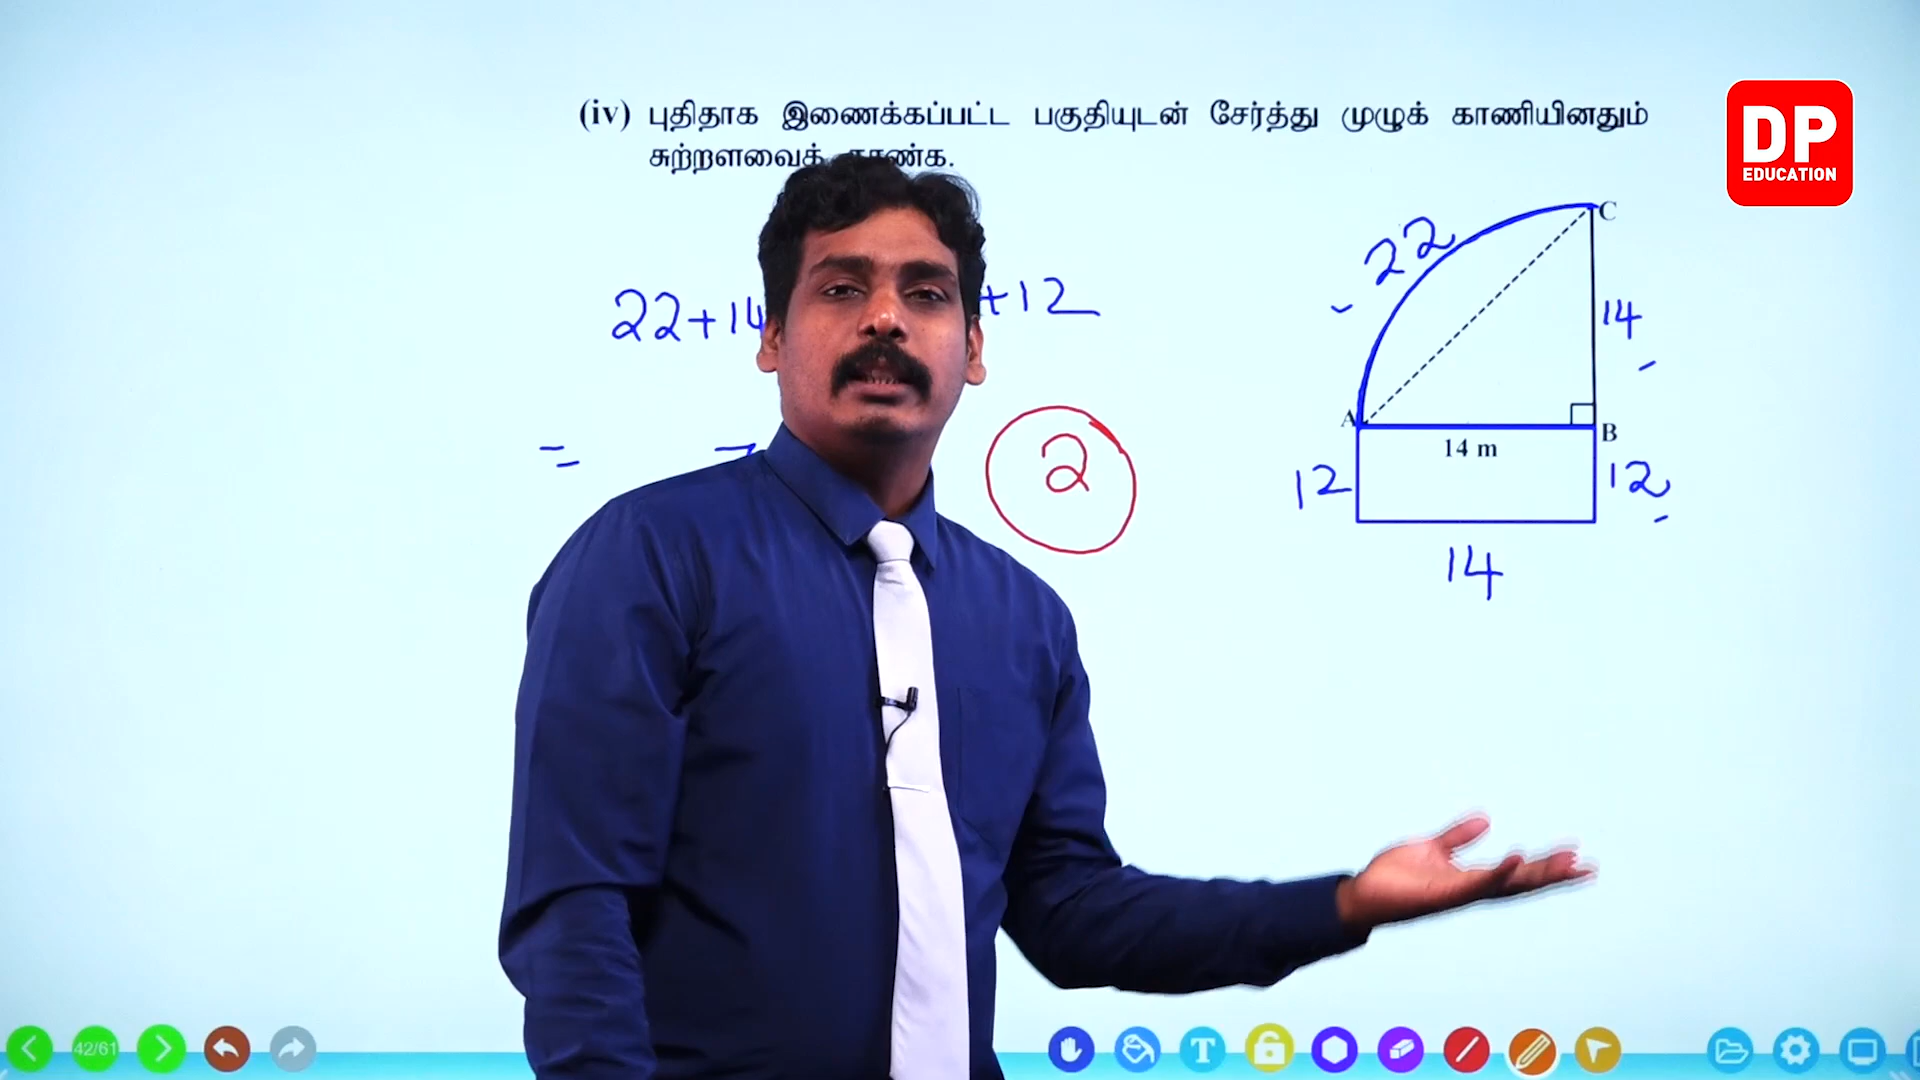 (iv) புதிதாக இணைக்கப்பட்ட பகுதியுடன் சேர்த்து முழுக் காணியினதும்
சுற்றளவைக்
DP
EDUCATION
C
22
22+14
+12
14
A
B
14 m
=
2
12
12
14
42/61
T